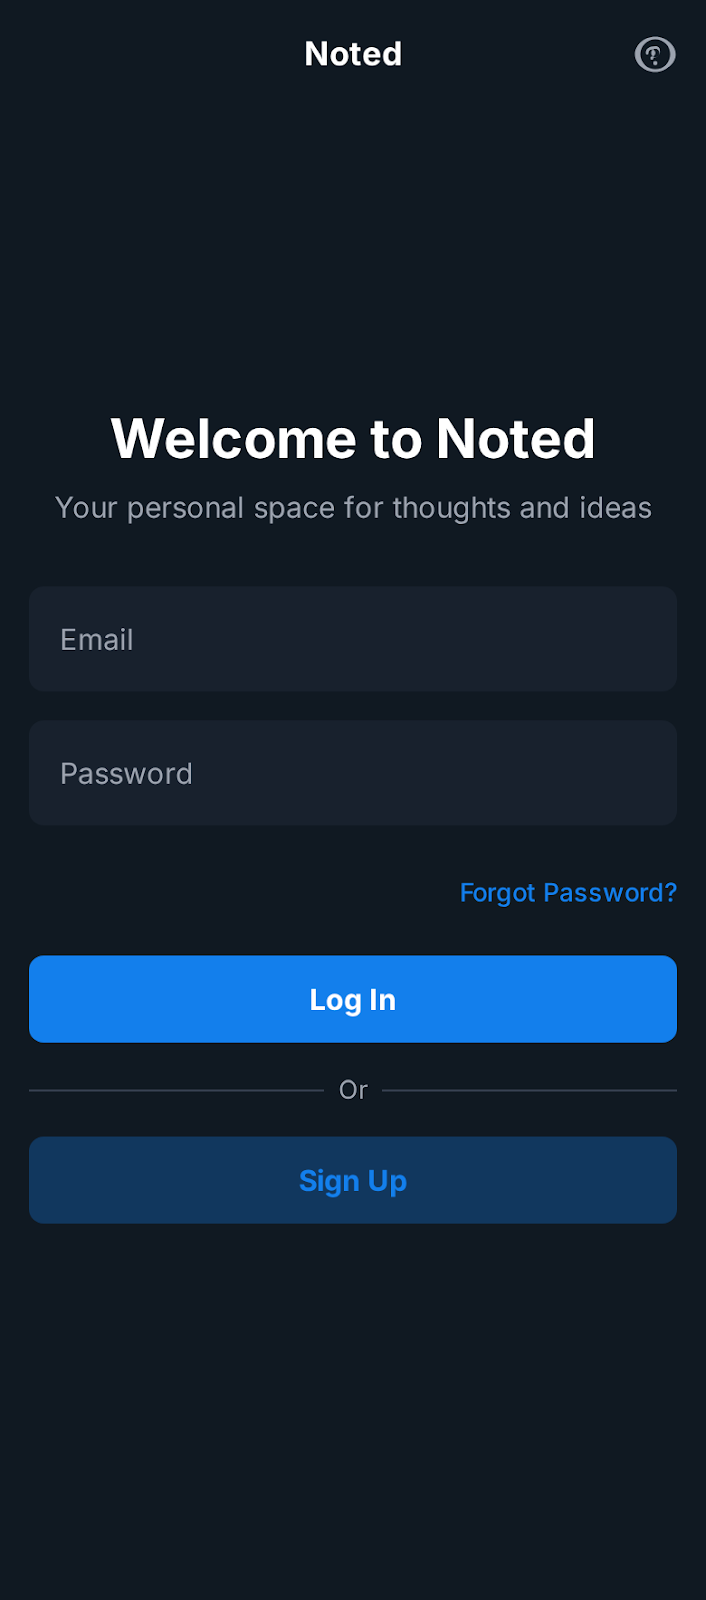 Noted
Welcome to Noted
Your personal space for thoughts and ideas
Email
Password
Forgot Password?
Log In
Or
Sign Up